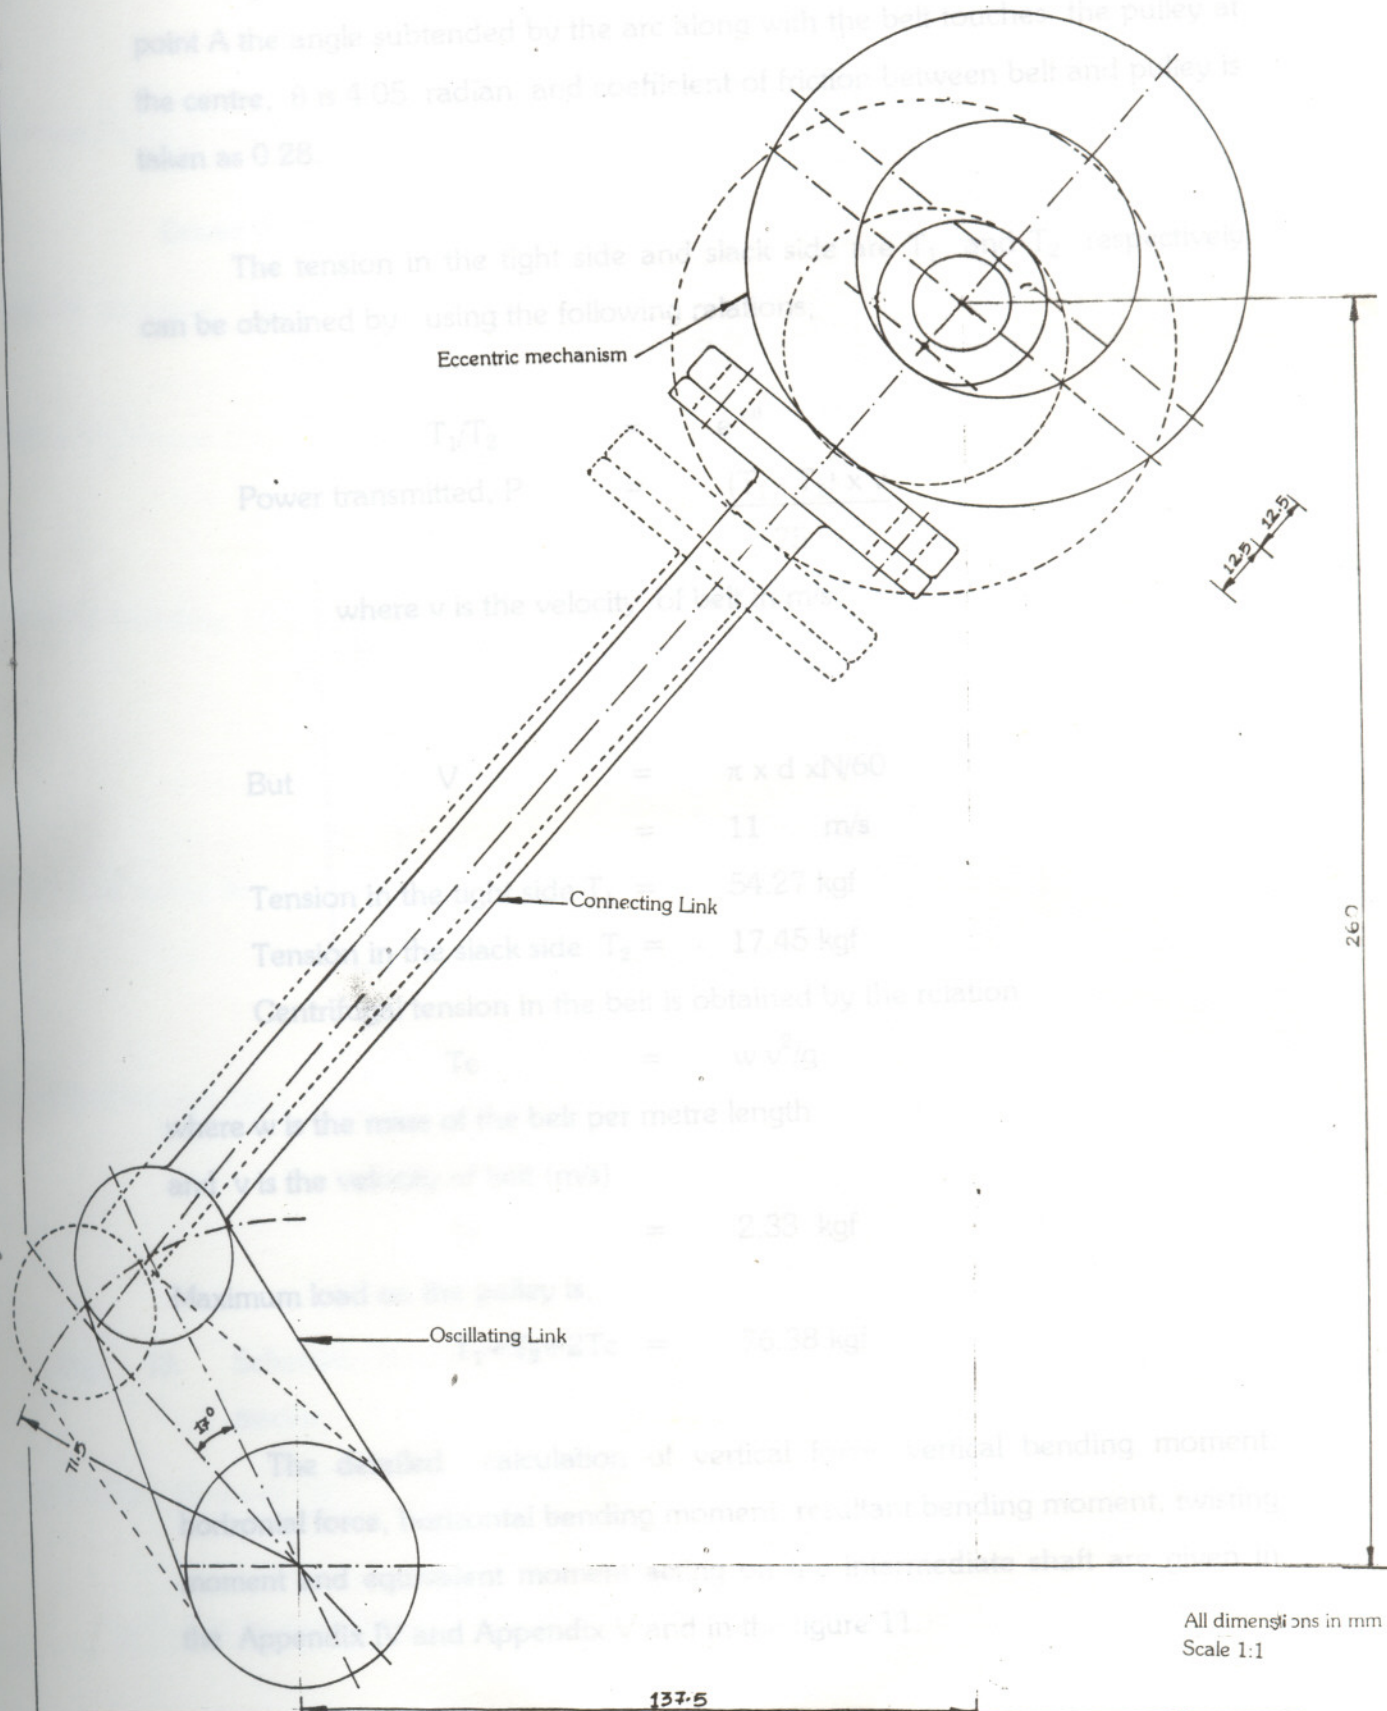 point A the angle subtended by the arc along with the belt touches the pulley at
the centre, θ is 4.05 radian and coefficient of friction between belt and pulley is
taken as 0.28
The tension in the tight side and slack side are T₁ and T₂ respectively
can be obtained by using the following relations;
Eccentric mechanism
T₁/T₂
Power transmitted, P
12.5
12.5
where v is the velocity of belt in m/s
But V = π x d xN/60
= 11 m/s
Tension in the tight side T₁ = 54.27 kgf
Connecting Link
260
Tension in the slack side T₂ = 17.45 kgf
Centrifugal tension in the belt is obtained by the relation
Tc = w v²/g
where w is the mass of the belt per metre length
and v is the velocity of belt (m/s)
= 2.33 kgf
Maximum load on the pulley is,
Oscillating Link
T₁ + T₂ + 2Tc = 76.38 kgf
17°
71.5
The detailed calculation of vertical force, vertical bending moment,
horizontal force, horizontal bending moment, resultant bending moment, twisting
moment and equivalent moment acting on the intermediate shaft are given in
the Appendix IV and Appendix V and in the figure 11.
All dimensions in mm
Scale 1:1
137.5